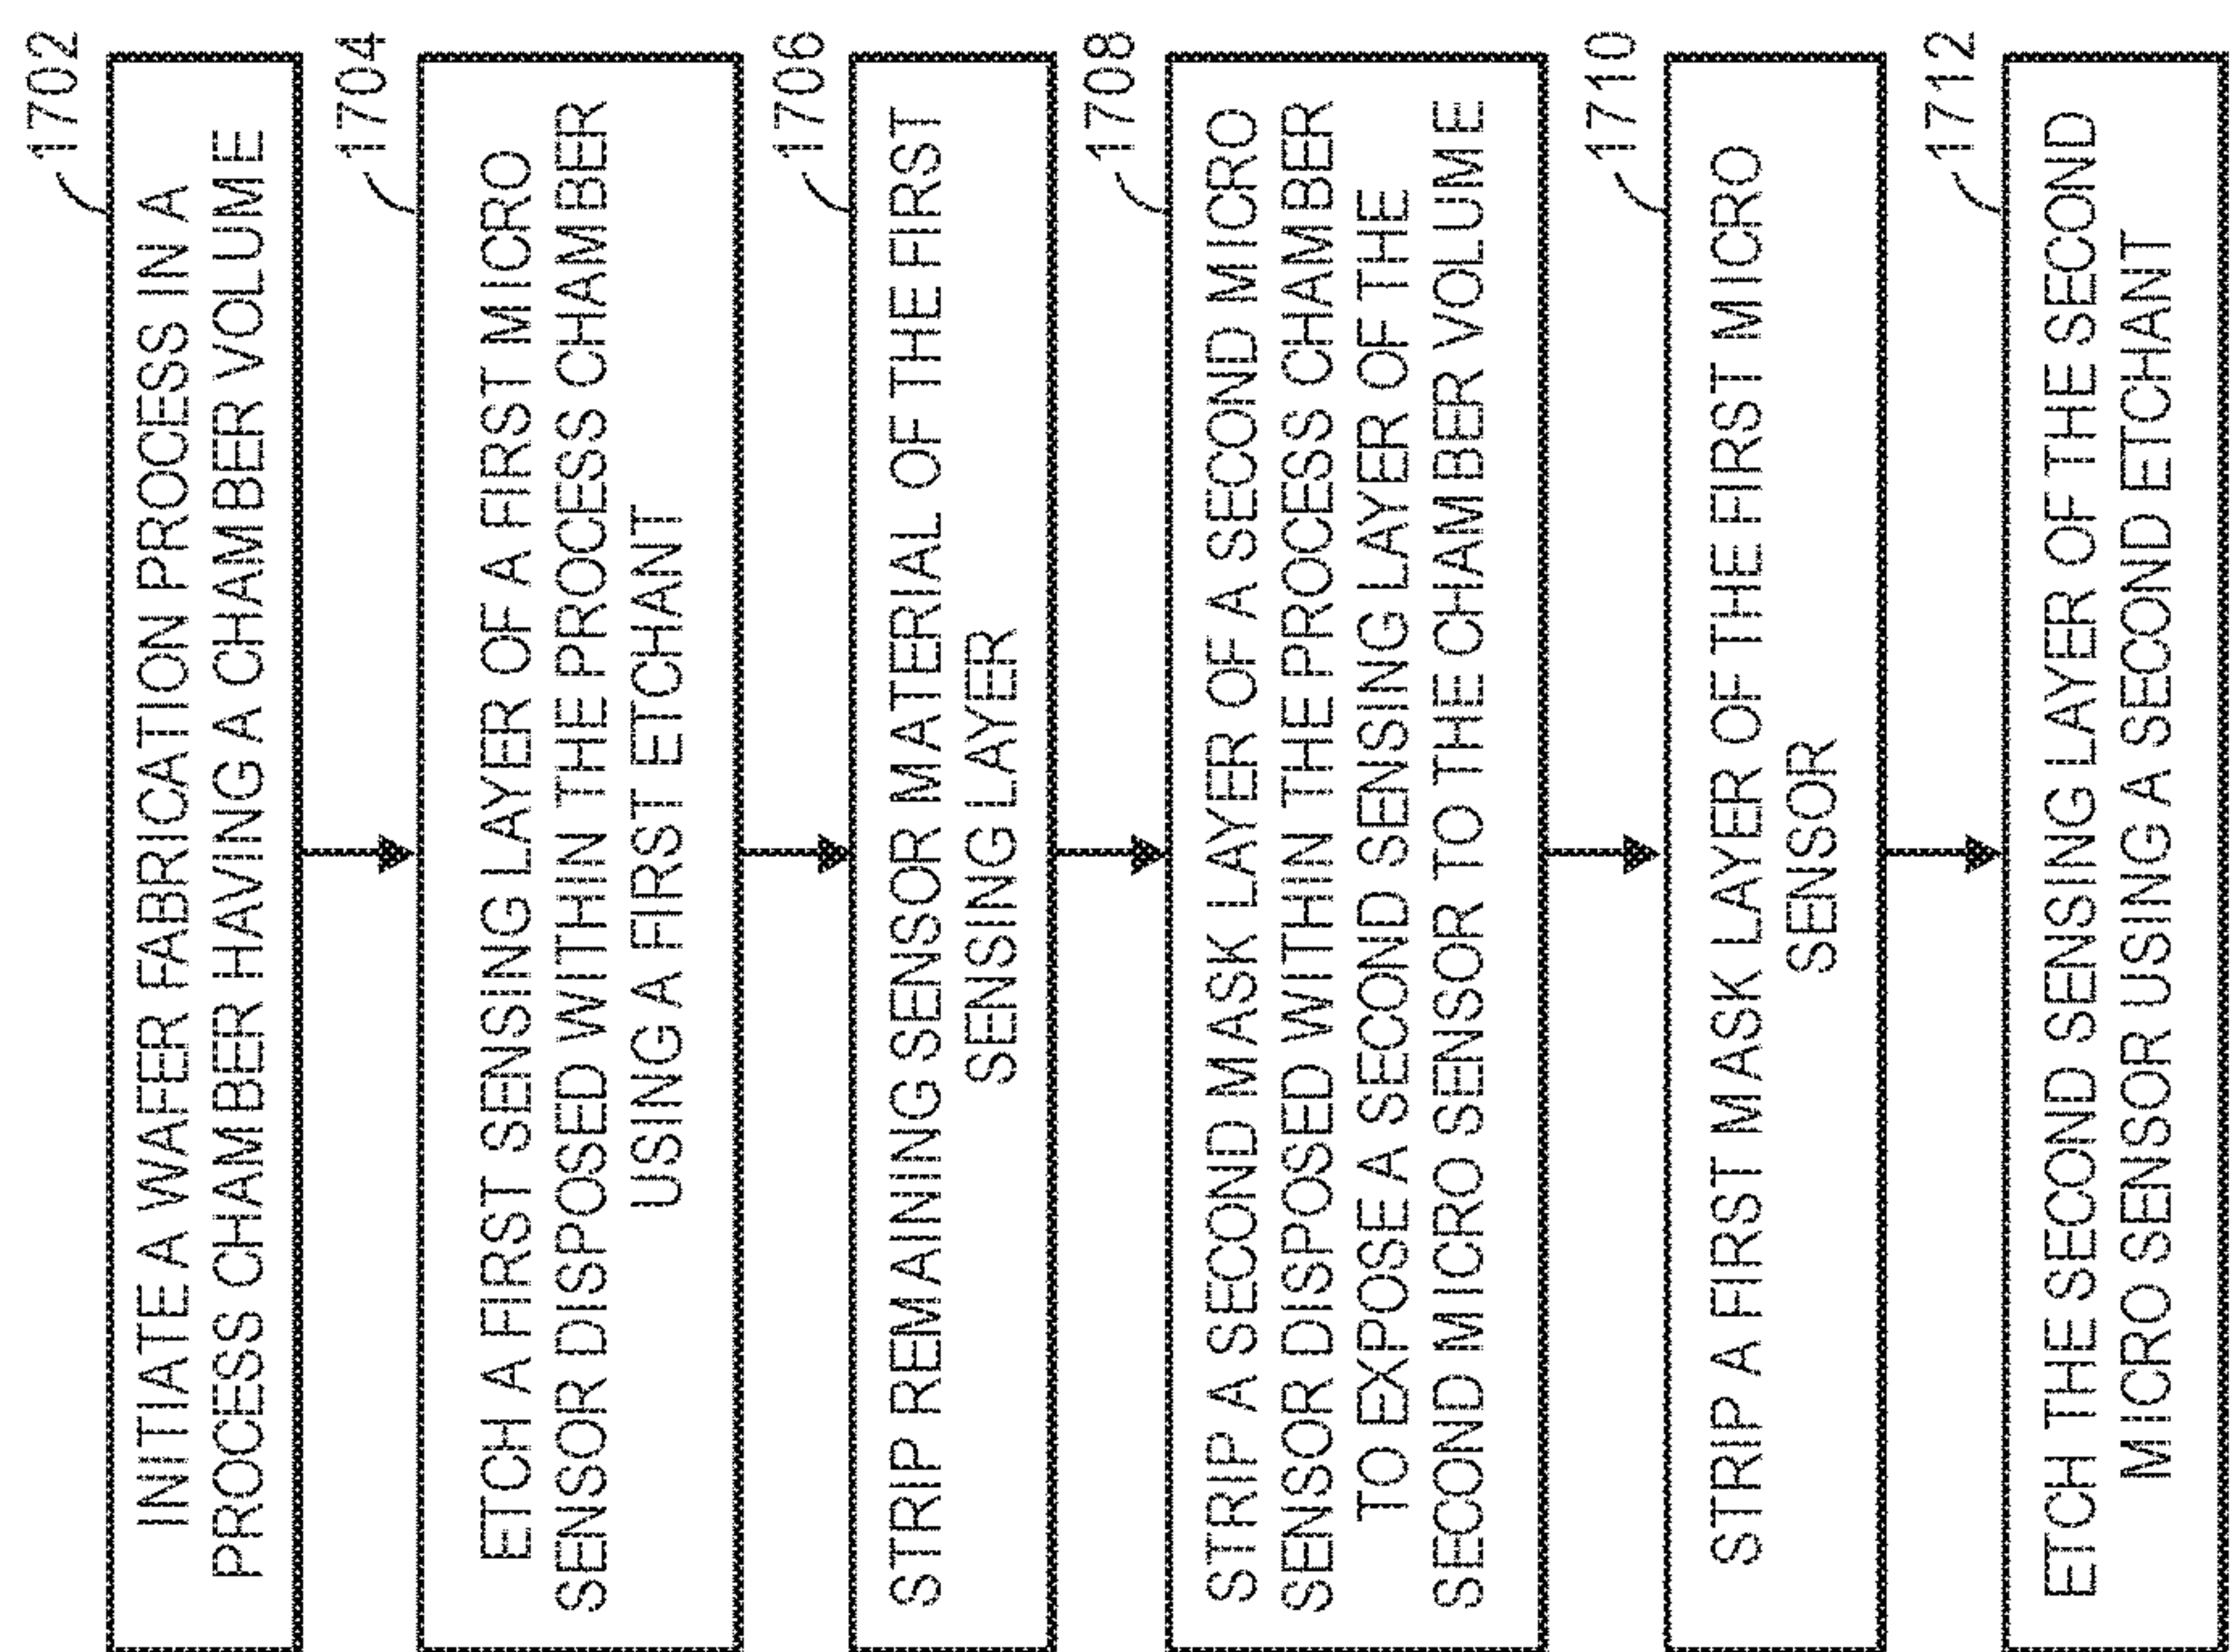 1702
INITIATE A WAFER FABRICATION PROCESS IN A
PROCESS CHAMBER HAVING A CHAMBER VOLUME
1704
ETCH A FIRST SENSING LAYER OF A FIRST MICRO
SENSOR DISPOSED WITHIN THE PROCESS CHAMBER
USING A FIRST ETCHANT
1706
STRIP REMAINING SENSOR MATERIAL OF THE FIRST
SENSING LAYER
1708
STRIP A SECOND MASK LAYER OF A SECOND MICRO
SENSOR DISPOSED WITHIN THE PROCESS CHAMBER
TO EXPOSE A SECOND SENSING LAYER OF THE
SECOND MICRO SENSOR TO THE CHAMBER VOLUME
1710
STRIP A FIRST MASK LAYER OF THE FIRST MICRO
SENSOR
1712
ETCH THE SECOND SENSING LAYER OF THE SECOND
MICRO SENSOR USING A SECOND ETCHANT